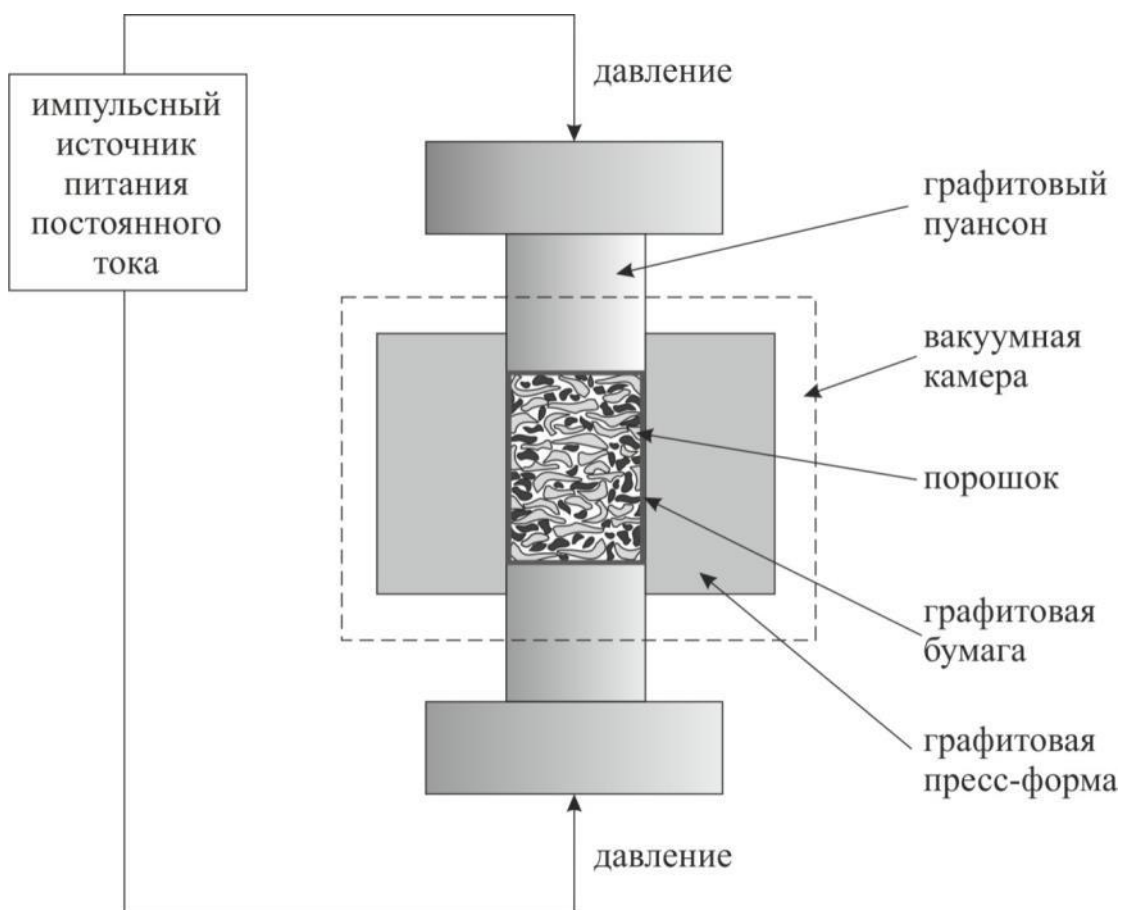 импульсный
источник
питания
постоянного
тока
давление
графитовый
пуансон
вакуумная
камера
порошок
графитовая
бумага
графитовая
пресс-форма
давление